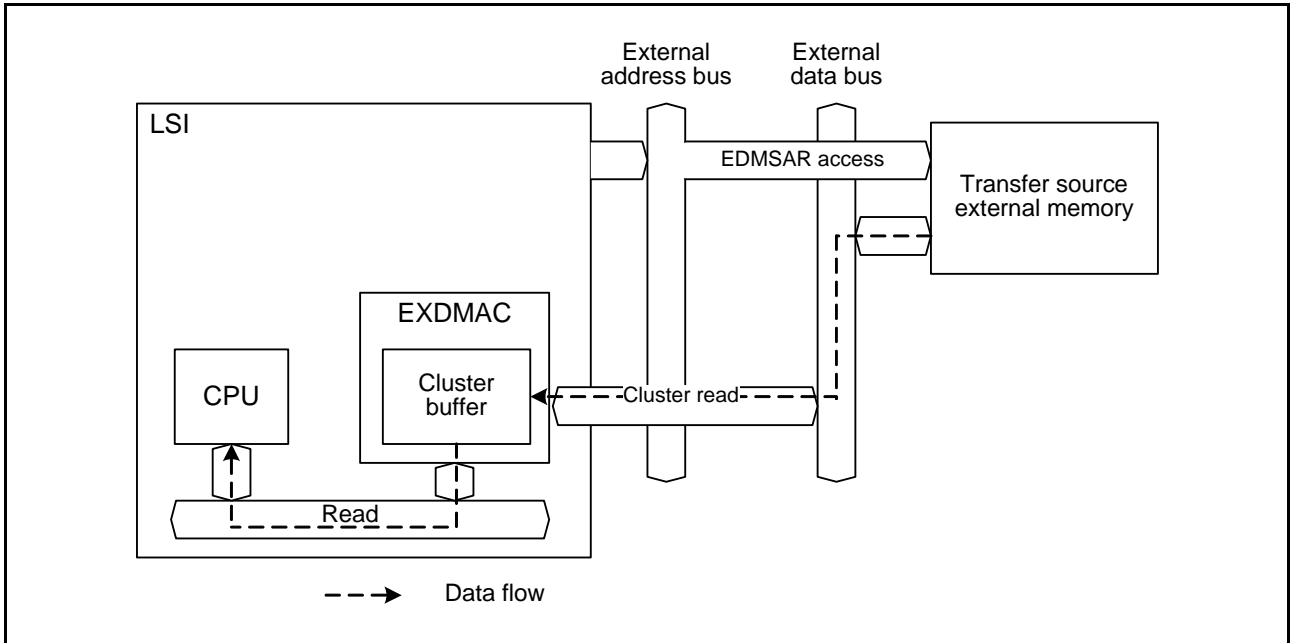 External
address bus
External
data bus
LSI
EDMSAR access
Transfer source
external memory
EXDMAC
CPU
Cluster
buffer
Cluster read
Read
Data flow